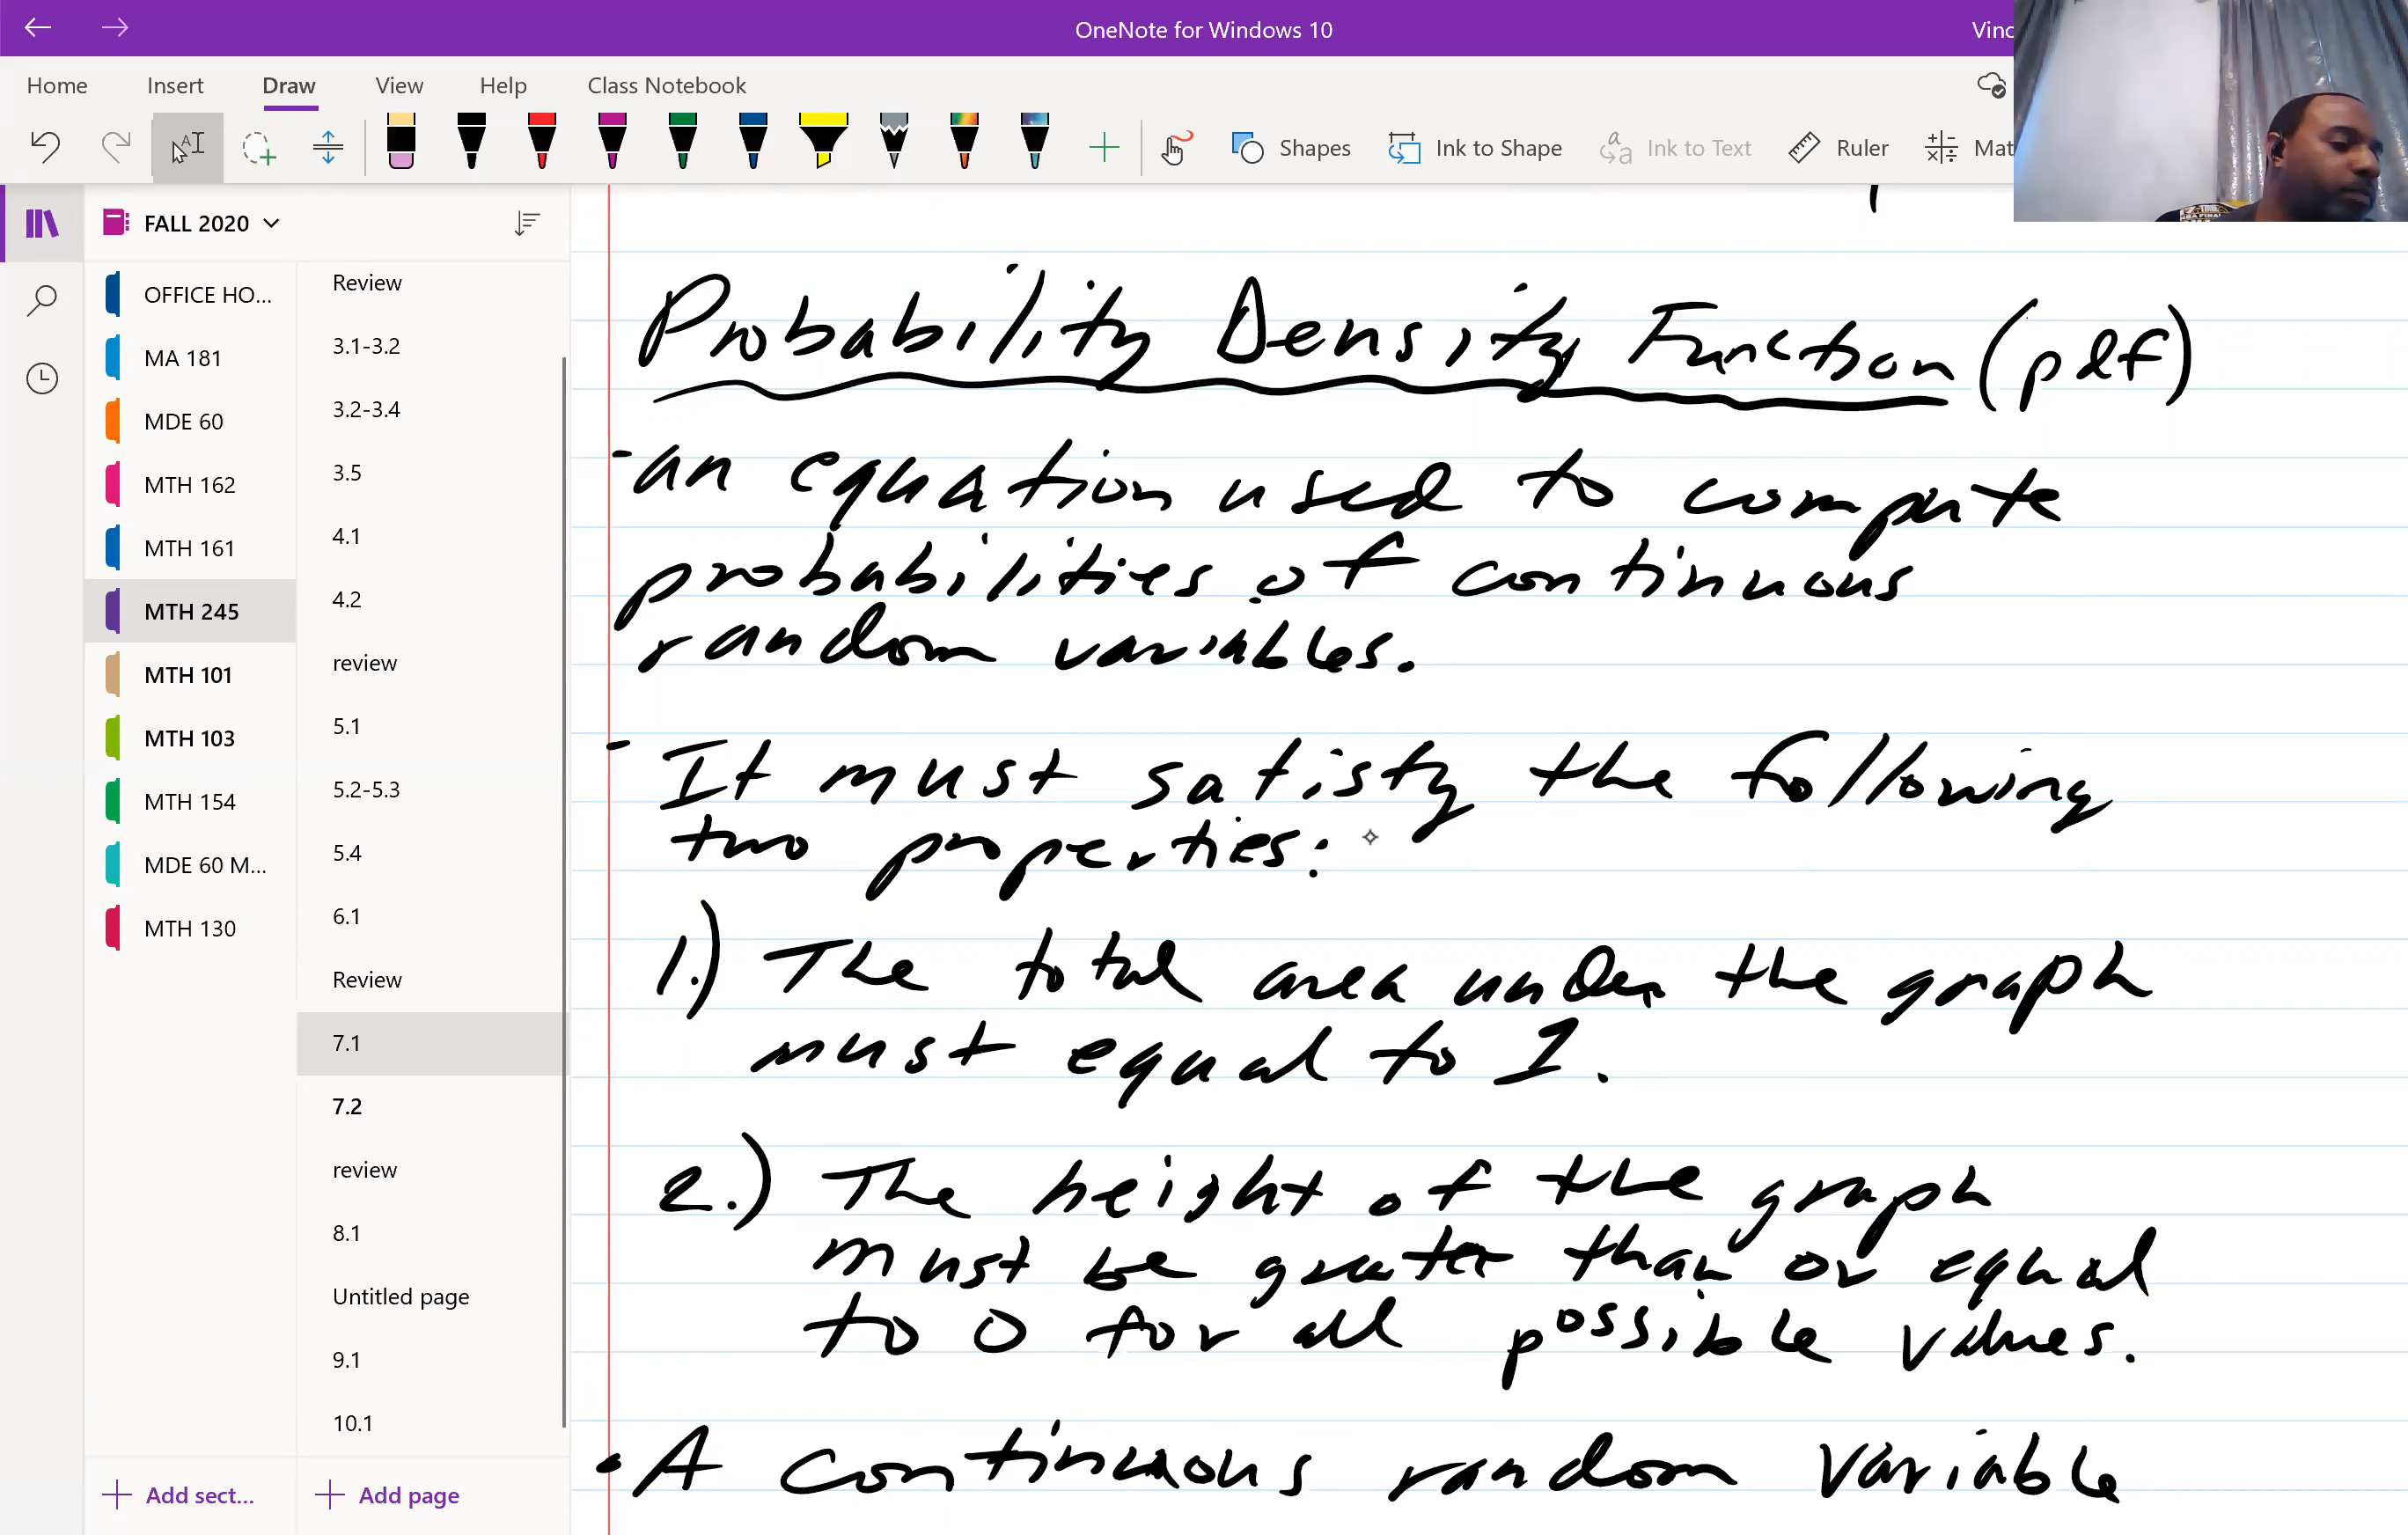 OneNote for Windows 10
Vinc
Home Insert Draw View Help Class Notebook
Shapes Ink to Shape Ink to Text Ruler Mat
FALL 2020
OFFICE HO...
MA 181
MDE 60
MTH 162
MTH 161
MTH 245
MTH 101
MTH 103
MTH 154
MDE 60 M...
MTH 130
Add sect...
Review
3.1-3.2
3.2-3.4
3.5
4.1
4.2
review
5.1
5.2-5.3
5.4
6.1
Review
7.1
7.2
review
8.1
Untitled page
9.1
10.1
Add page
Probability Density Function (pdf)
-an equation used to compute
probabilities of continuous
random variables.
- It must satisfy the following
two properties:
1.) The total area under the graph
must equal to 1.
2.) The height of the graph
must be greater than or equal
to 0 for all possible values.
• A continuous random variable